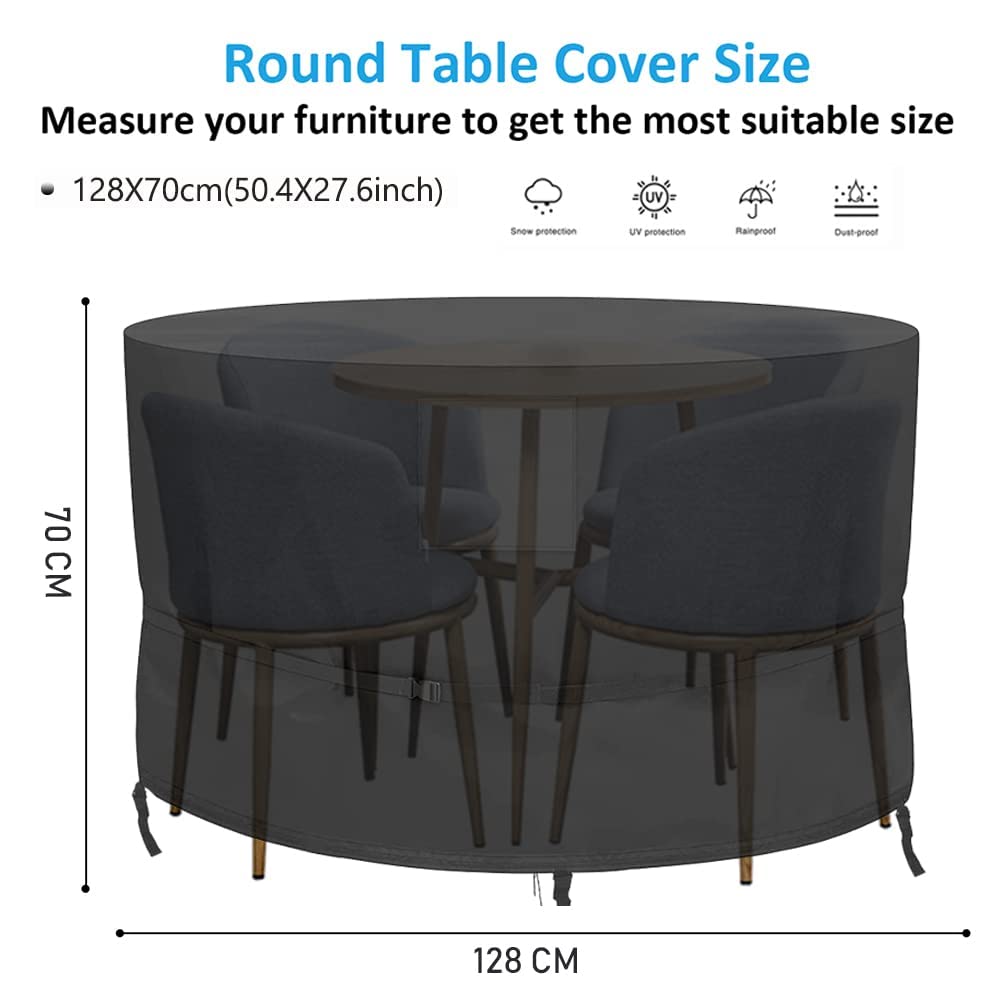 Round Table Cover Size
Measure your furniture to get the most suitable size
• 128X70cm(50.4X27.6inch)
UV
Snow protection
UV protection
Rainproof
Dust-proof
70 CM
128 CM